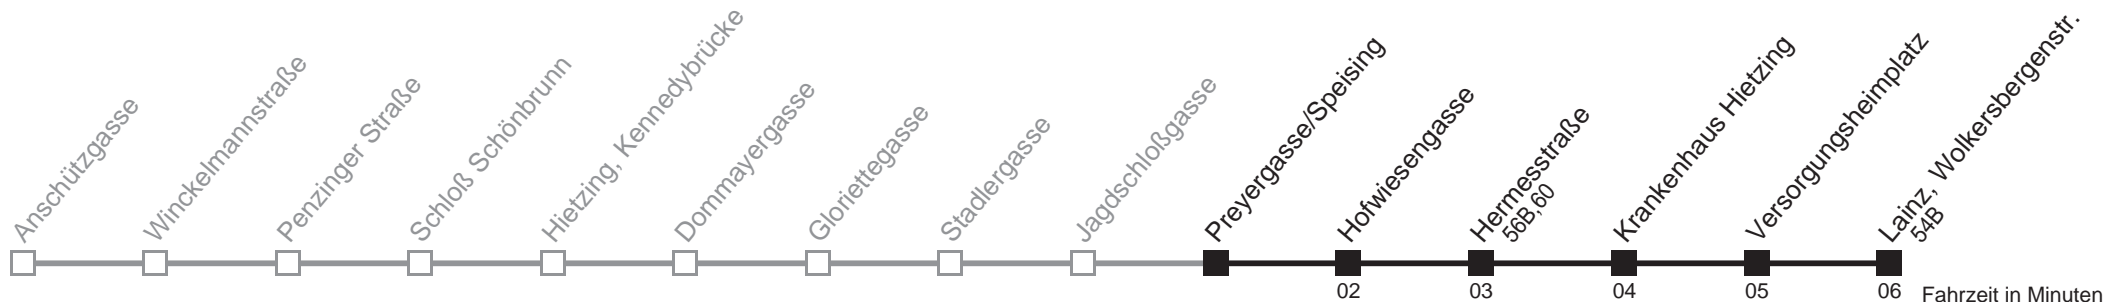 Anschützgasse
Winckelmannstraße
Penzinger Straße
Schloß Schönbrunn
Hietzing, Kennedybrücke
Dommayergasse
Gloriettegasse
Stadlergasse
Jagdschloßgasse
Preyergasse/Speising
Hofwiesengasse
Hermesstraße
56B,60
Krankenhaus Hietzing
Versorgungsheimplatz
Lainz, Wolkersbergenstr.
54B
02
03
04
05
06
Fahrzeit in Minuten